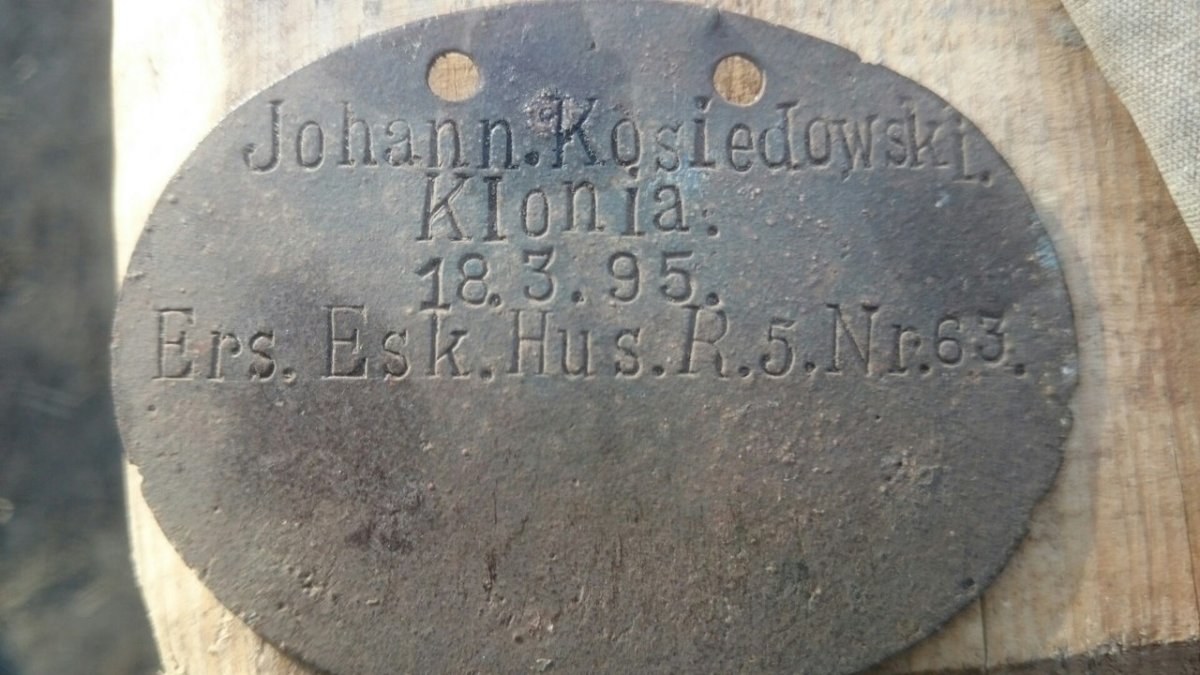 Johann. Kosiedowski.
Klonia.
18.3.95.
Ers. Esk. Hus. R. 5. Nr. 63.